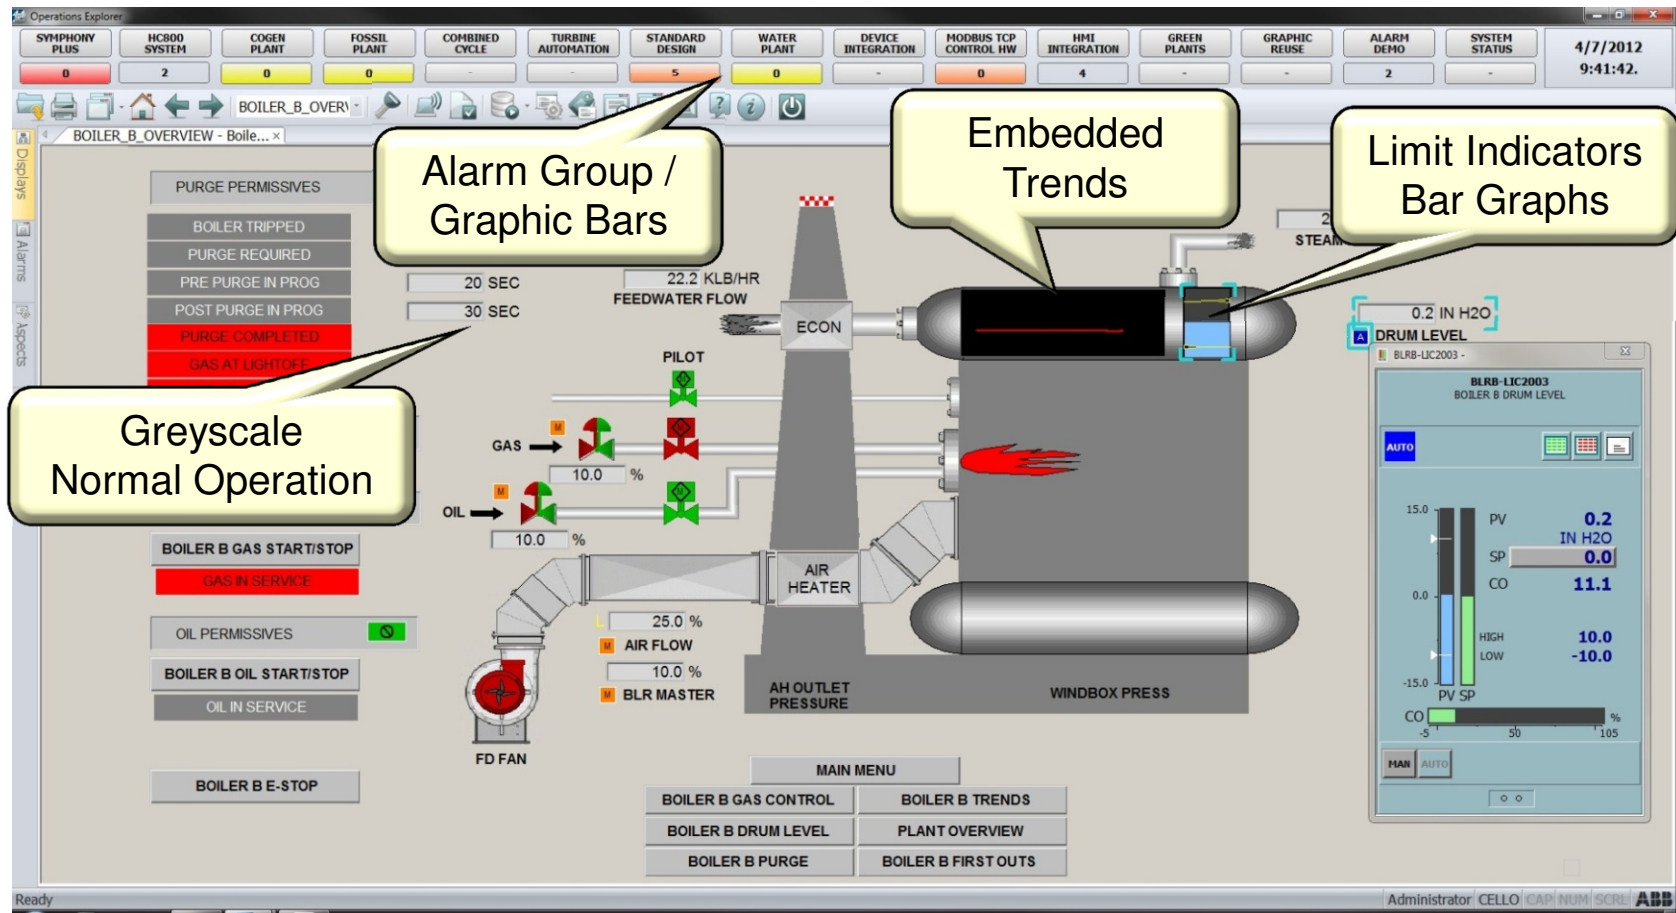 Operations Explorer
SYMPHONY PLUS
HC800 SYSTEM
COGEN PLANT
FOSSIL PLANT
COMBINED CYCLE
TURBINE AUTOMATION
STANDARD DESIGN
WATER PLANT
DEVICE INTEGRATION
MODBUS TCP CONTROL HW
HMI INTEGRATION
GREEN PLANTS
GRAPHIC REUSE
ALARM DEMO
SYSTEM STATUS
4/7/2012
9:41:42.
0
2
0
0
-
-
5
0
-
0
4
-
-
2
-
BOILER_B_OVER
BOILER_B_OVERVIEW - Boile... ×
Displays
Alarms
Aspects
Alarm Group /
Graphic Bars
Embedded
Trends
Limit Indicators
Bar Graphs
Greyscale
Normal Operation
PURGE PERMISSIVES
BOILER TRIPPED
PURGE REQUIRED
PRE PURGE IN PROG
POST PURGE IN PROG
PURGE COMPLETED
GAS AT LIGHTOFF
20 SEC
30 SEC
22.2 KLB/HR
FEEDWATER FLOW
ECON
2
STEAM
0.2 IN H2O
A DRUM LEVEL
PILOT
M
GAS
M
M
10.0 %
OIL
M
M
10.0 %
BOILER B GAS START/STOP
GAS IN SERVICE
OIL PERMISSIVES
BOILER B OIL START/STOP
OIL IN SERVICE
BOILER B E-STOP
AIR
HEATER
L 25.0 %
M AIR FLOW
10.0 %
M BLR MASTER
FD FAN
AH OUTLET
PRESSURE
WINDBOX PRESS
MAIN MENU
BOILER B GAS CONTROL
BOILER B TRENDS
BOILER B DRUM LEVEL
PLANT OVERVIEW
BOILER B PURGE
BOILER B FIRST OUTS
BLRB-LIC2003 -
BLRB-LIC2003
BOILER B DRUM LEVEL
AUTO
15.0
0.0
-15.0
PV 0.2
IN H2O
SP 0.0
CO 11.1
HIGH 10.0
LOW -10.0
PV SP
CO %
-5 50 105
MAN AUTO
Ready
Administrator CELLO CAP NUM SCRL ABB